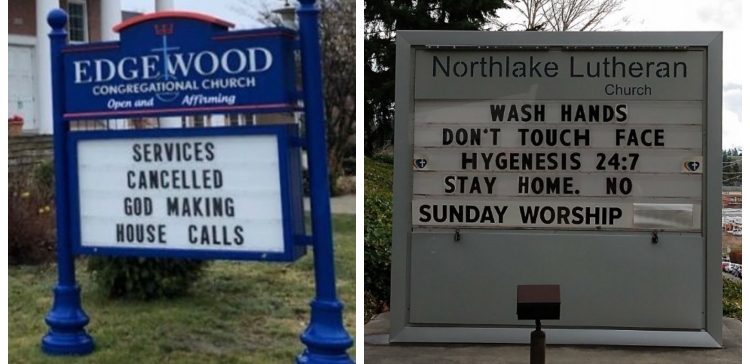 EDGEWOOD
CONGREGATIONAL CHURCH
Open and Affirming
SERVICES
CANCELLED
GOD MAKING
HOUSE CALLS
Northlake Lutheran
Church
WASH HANDS
DON'T TOUCH FACE
HYGENESIS 24:7
STAY HOME. NO
SUNDAY WORSHIP